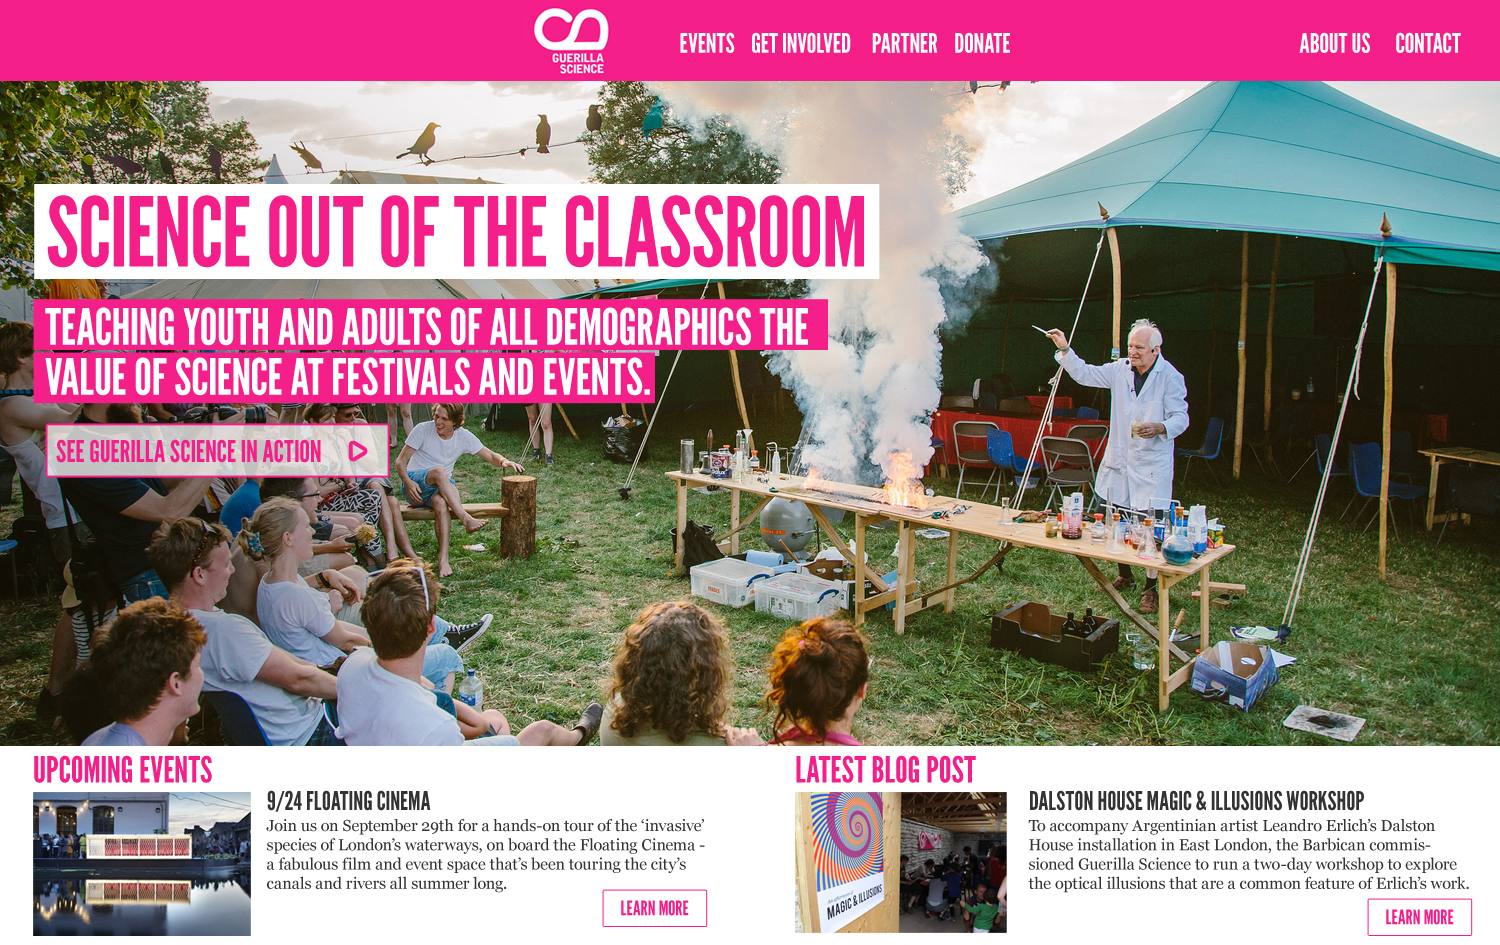 GUERILLA
SCIENCE
EVENTS GET INVOLVED PARTNER DONATE
ABOUT US CONTACT
SCIENCE OUT OF THE CLASSROOM
TEACHING YOUTH AND ADULTS OF ALL DEMOGRAPHICS THE
VALUE OF SCIENCE AT FESTIVALS AND EVENTS.
SEE GUERILLA SCIENCE IN ACTION
UPCOMING EVENTS
9/24 FLOATING CINEMA
Join us on September 29th for a hands-on tour of the ‘invasive’
species of London’s waterways, on board the Floating Cinema -
a fabulous film and event space that’s been touring the city’s
canals and rivers all summer long.
LEARN MORE
LATEST BLOG POST
An afternoon of
MAGIC & ILLUSIONS
DALSTON HOUSE MAGIC & ILLUSIONS WORKSHOP
To accompany Argentinian artist Leandro Erlich’s Dalston
House installation in East London, the Barbican commis-
sioned Guerilla Science to run a two-day workshop to explore
the optical illusions that are a common feature of Erlich’s work.
LEARN MORE